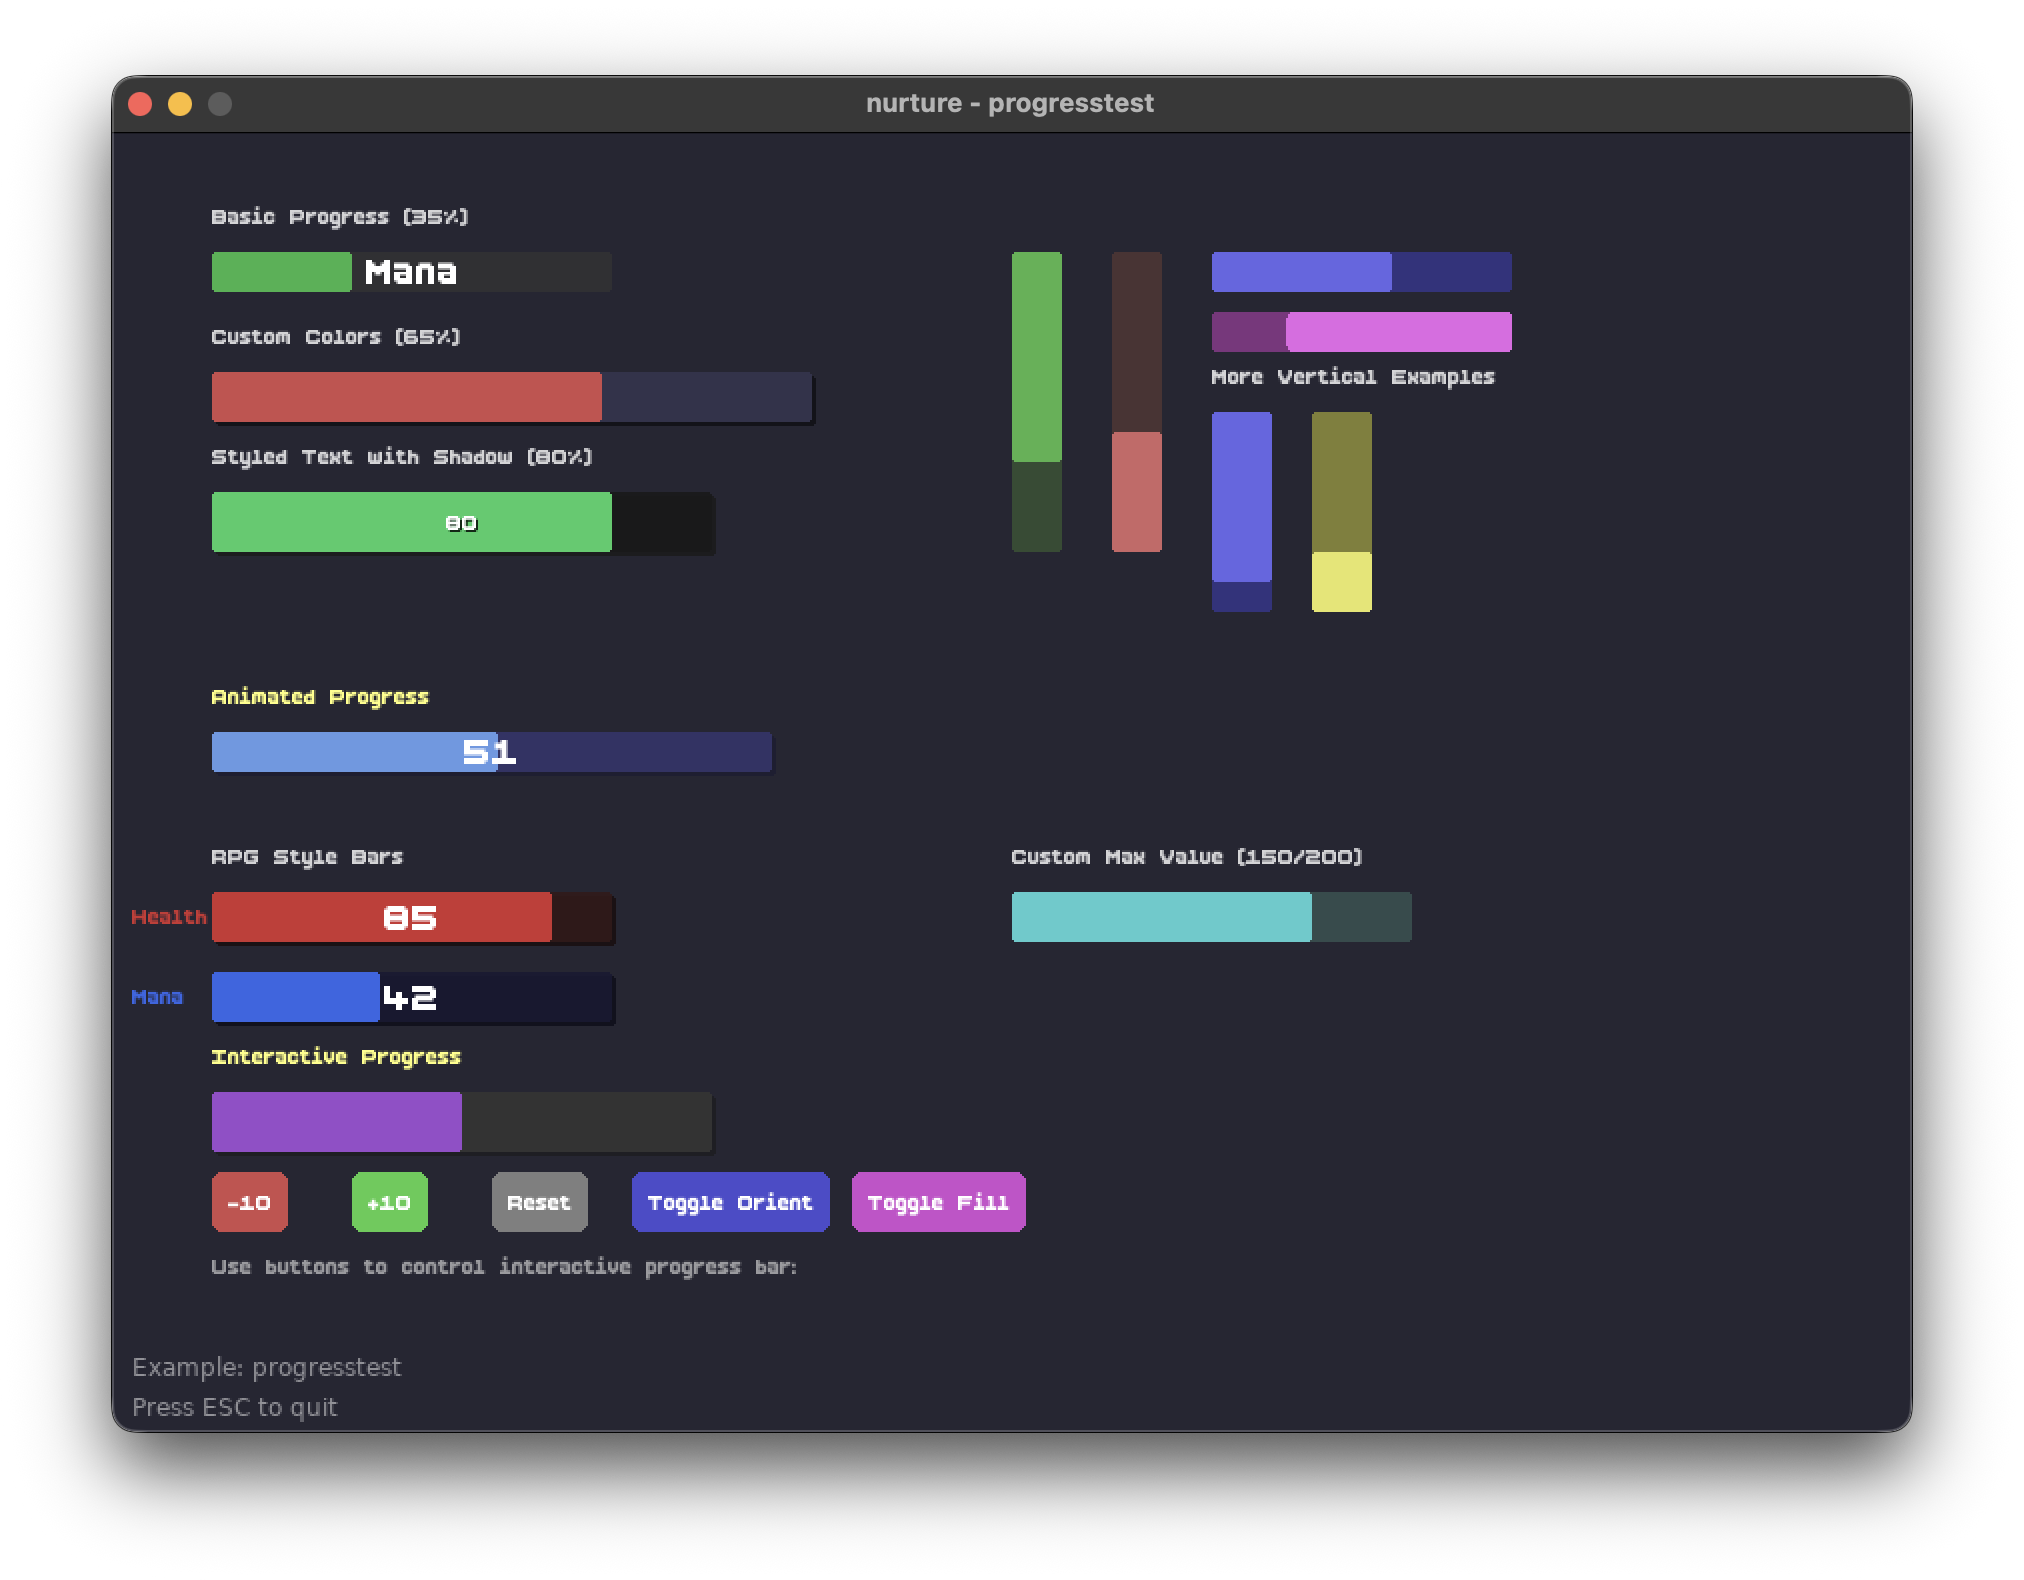 nurture - progresstest
Basic Progress (35%)
Mana
Custom Colors (65%)
Styled Text with Shadow (80%)
80
More Vertical Examples
Animated Progress
51
RPG Style Bars
Health
85
Mana
42
Custom Max Value (150/200)
Interactive Progress
-10
+10
Reset
Toggle Orient
Toggle Fill
Use buttons to control interactive progress bar:
Example: progresstest
Press ESC to quit